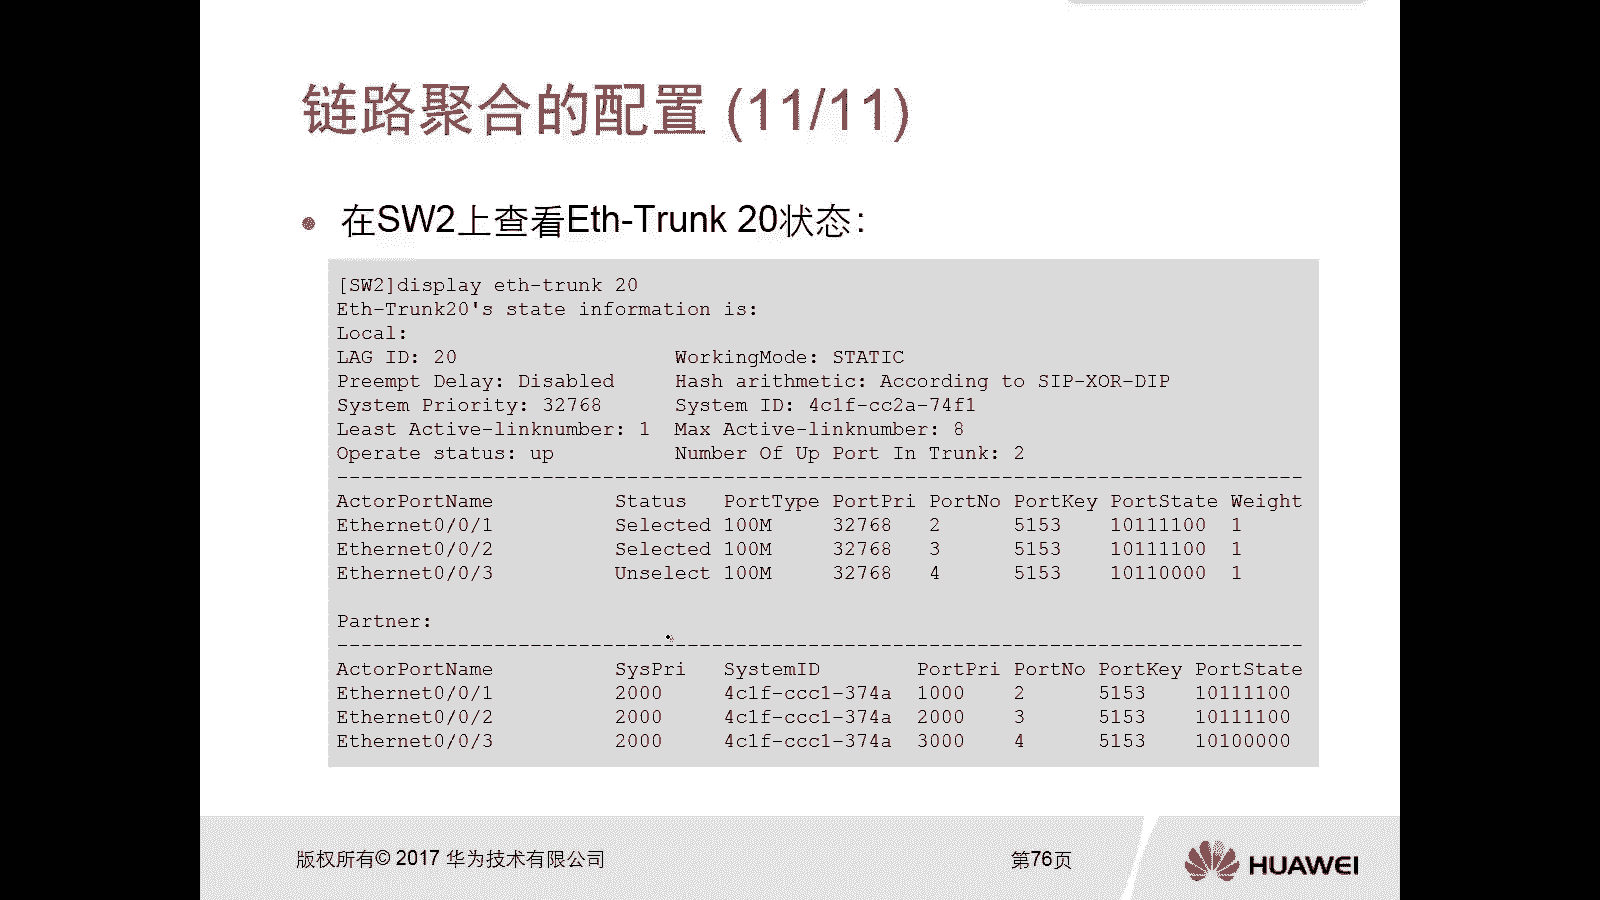 链路聚合的配置 (11/11)
• 在SW2上查看Eth-Trunk 20状态：
[SW2]display eth-trunk 20
Eth-Trunk20's state information is:
Local:
LAG ID: 20 WorkingMode: STATIC
Preempt Delay: Disabled Hash arithmetic: According to SIP-XOR-DIP
System Priority: 32768 System ID: 4c1f-cc2a-74f1
Least Active-linknumber: 1 Max Active-linknumber: 8
Operate status: up Number Of Up Port In Trunk: 2
--------------------------------------------------------------------------------
ActorPortName Status PortType PortPri PortNo PortKey PortState Weight
Ethernet0/0/1 Selected 100M 32768 2 5153 10111100 1
Ethernet0/0/2 Selected 100M 32768 3 5153 10111100 1
Ethernet0/0/3 Unselect 100M 32768 4 5153 10110000 1
Partner:
--------------------------------------------------------------------------------
ActorPortName SysPri SystemID PortPri PortNo PortKey PortState
Ethernet0/0/1 2000 4c1f-ccc1-374a 1000 2 5153 10111100
Ethernet0/0/2 2000 4c1f-ccc1-374a 2000 3 5153 10111100
Ethernet0/0/3 2000 4c1f-ccc1-374a 3000 4 5153 10100000
版权所有© 2017 华为技术有限公司
第76页
HUAWEI